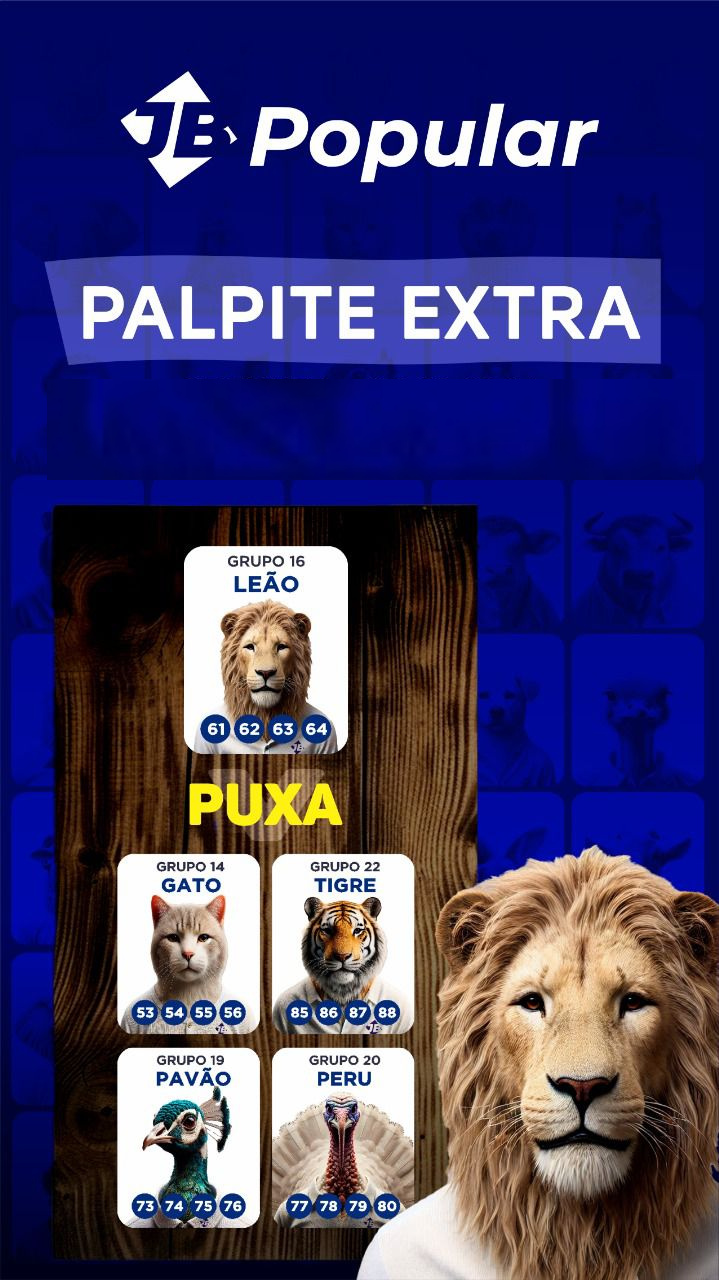 JB Popular
PALPITE EXTRA
GRUPO 16
LEÃO
61 62 63 64
PUXA
GRUPO 14
GATO
53 54 55 56
GRUPO 22
TIGRE
85 86 87 88
GRUPO 19
PAVÃO
73 74 75 76
GRUPO 20
PERU
77 78 79 80